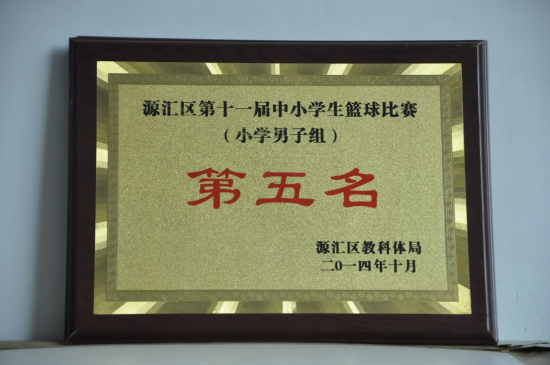 源汇区第十一届中小学生篮球比赛
（小学男子组）
第五名
源汇区教科体局
二0一四年十月